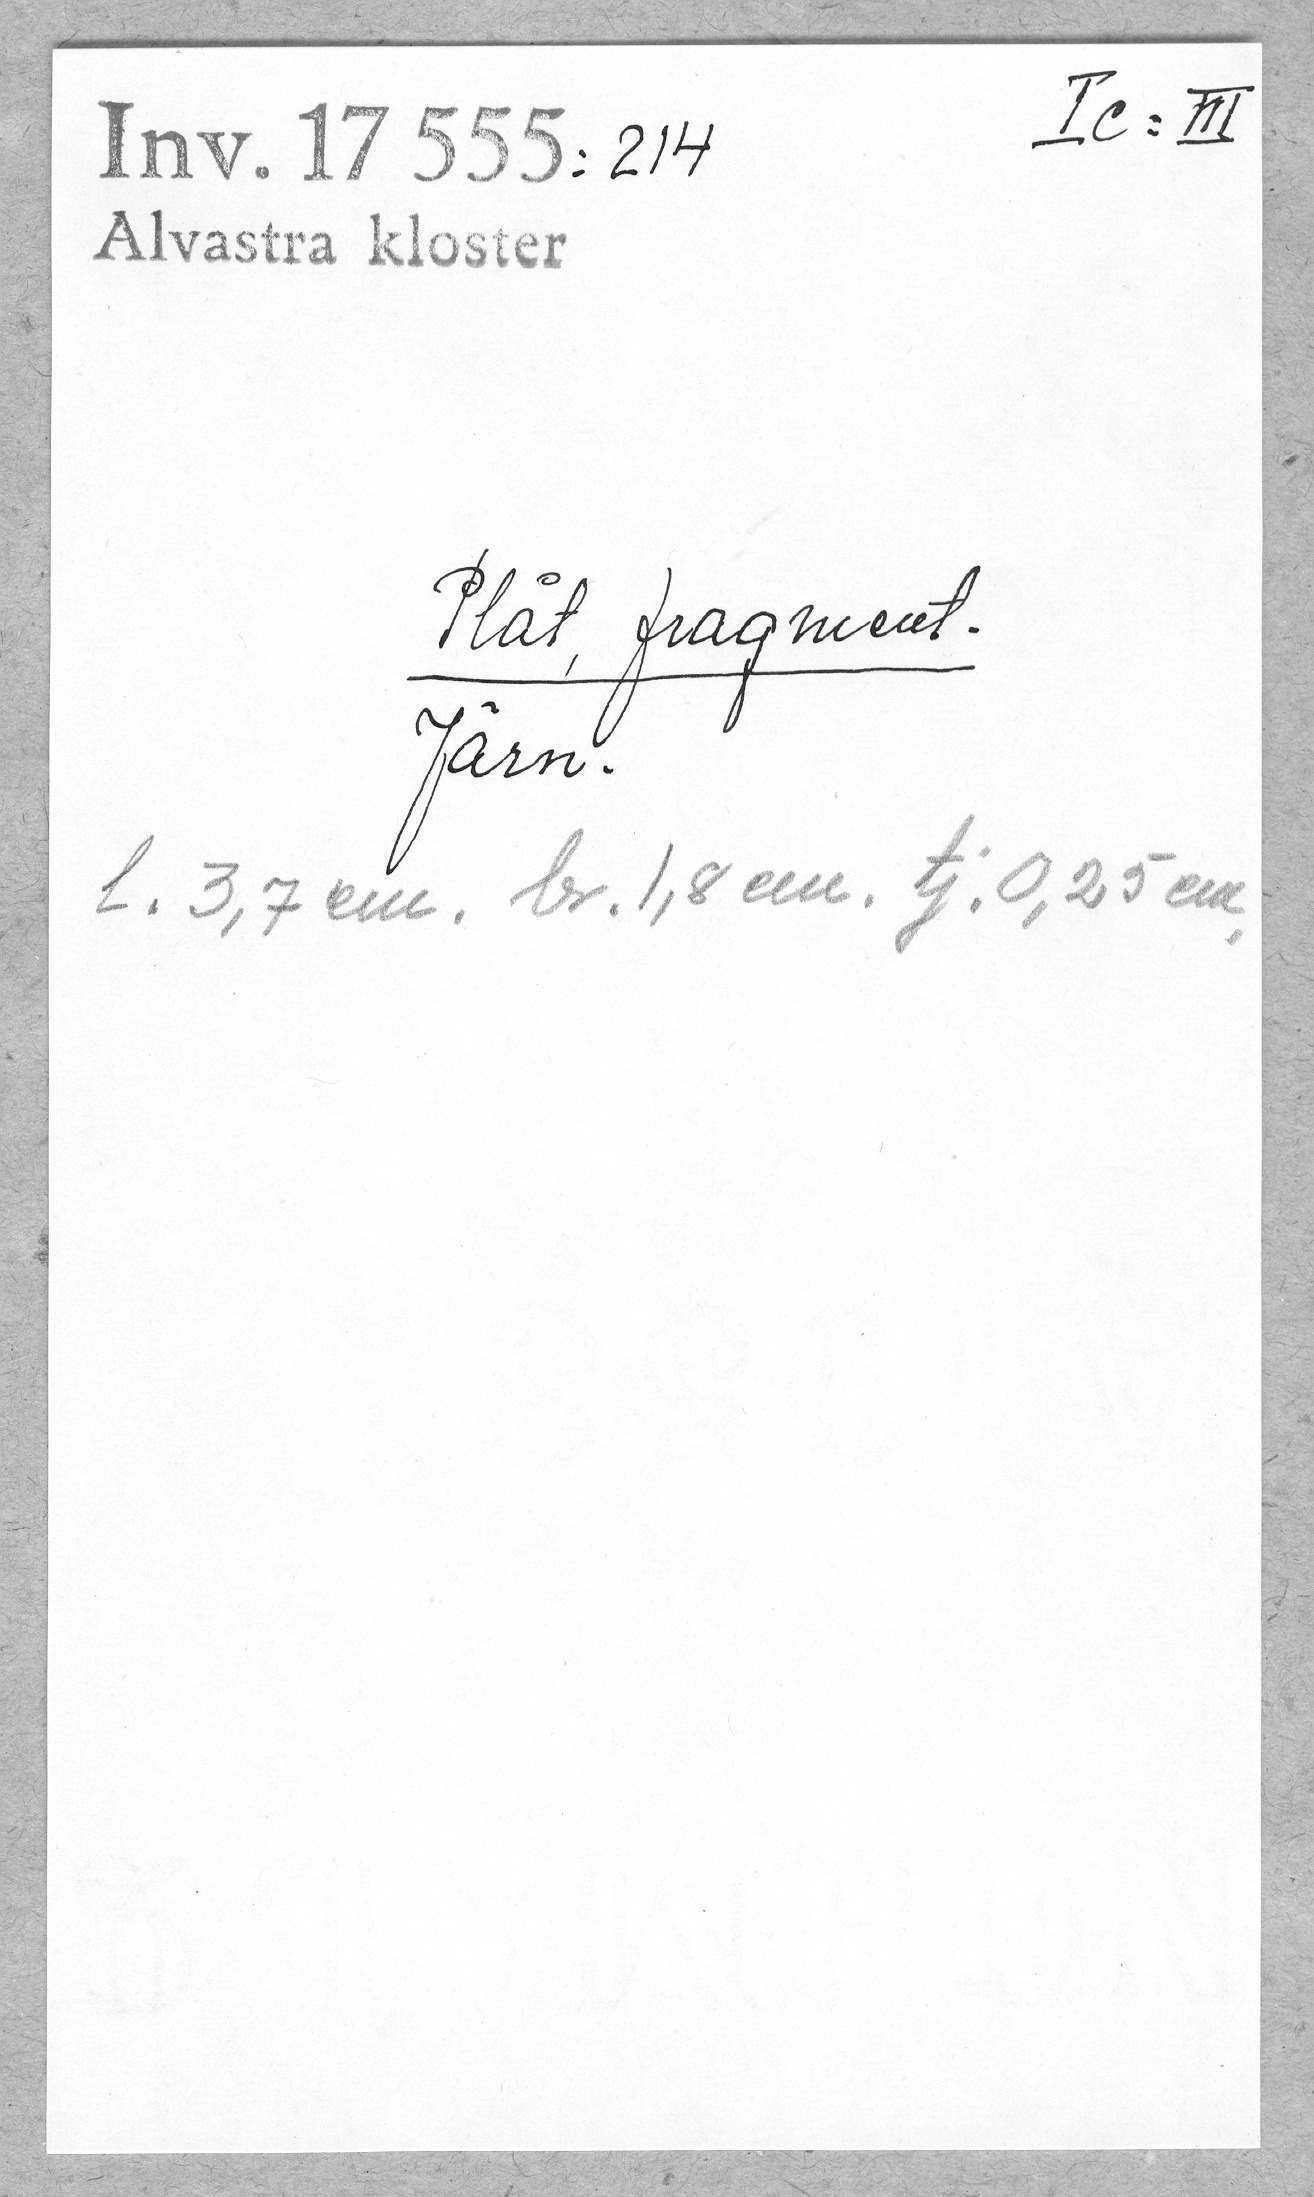 Inv. 17 555:214
Ic:III
Alvastra kloster
Plåt, fragment.
Järn.
l. 3,7 cm. br. 1,8 cm. tj. 0,25 cm.